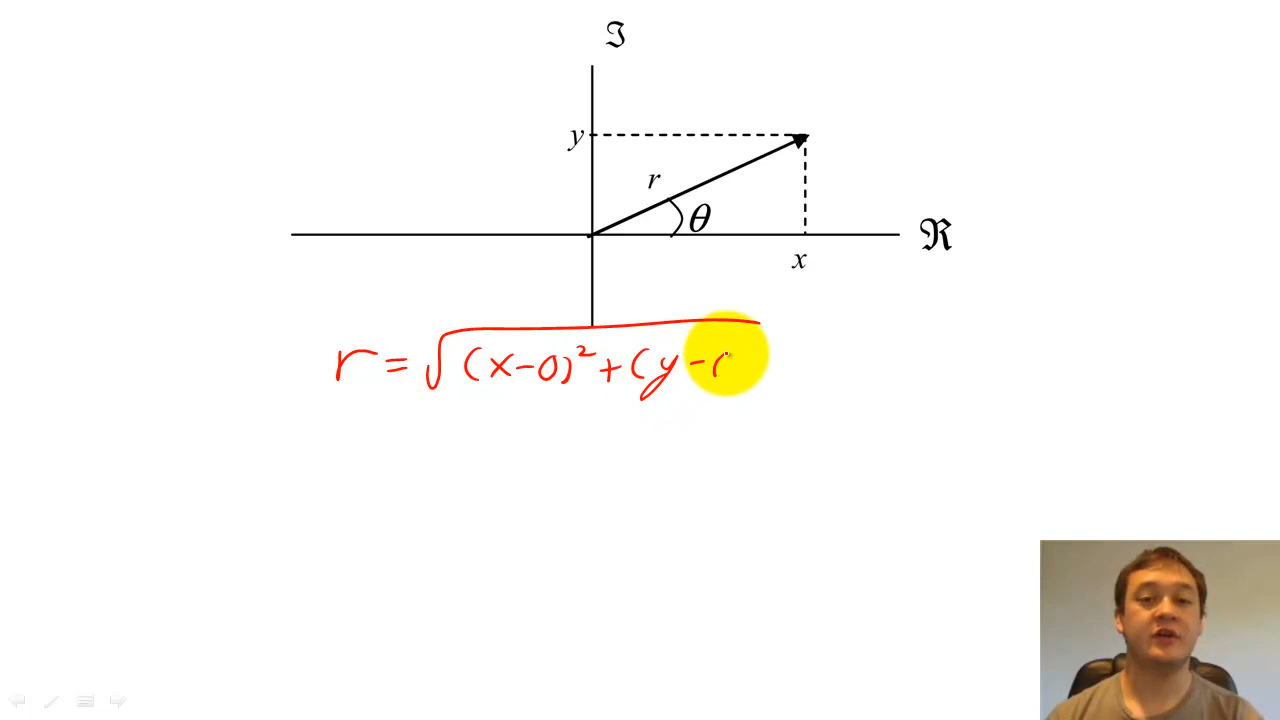 ℑ
y
r
θ
ℜ
x
r = √(x-0)² + (y-